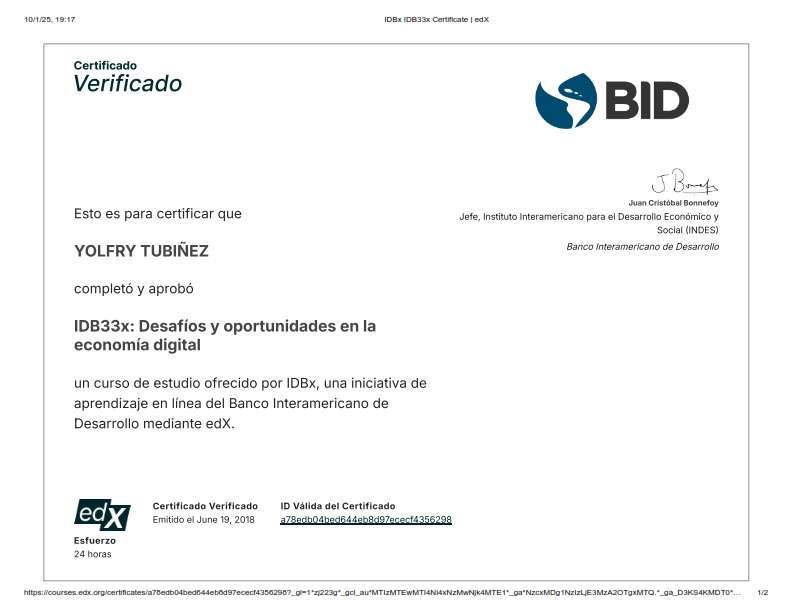 10/1/25, 19:17
IDBx IDB33x Certificate | edX
Certificado
Verificado
BID
Juan Cristóbal Bonnefoy
Jefe, Instituto Interamericano para el Desarrollo Económico y
Social (INDES)
Banco Interamericano de Desarrollo
Esto es para certificar que
YOLFRY TUBIÑEZ
completó y aprobó
IDB33x: Desafíos y oportunidades en la
economía digital
un curso de estudio ofrecido por IDBx, una iniciativa de
aprendizaje en línea del Banco Interamericano de
Desarrollo mediante edX.
edX
Certificado Verificado
Emitido el June 19, 2018
ID Válida del Certificado
a78edb04bed644eb8d97ececf4356298
Esfuerzo
24 horas
https://courses.edx.org/certificates/a78edb04bed644eb8d97ececf4356298?_gl=1*zj223g*_gcl_au*MTIzMTEwMTI4Ni4xNzMwNjk4MTE1*_ga*NzcxMDg1NzIzLjE3MzA2OTgxMTQ.*_ga_D3KS4KMDT0*…
1/2